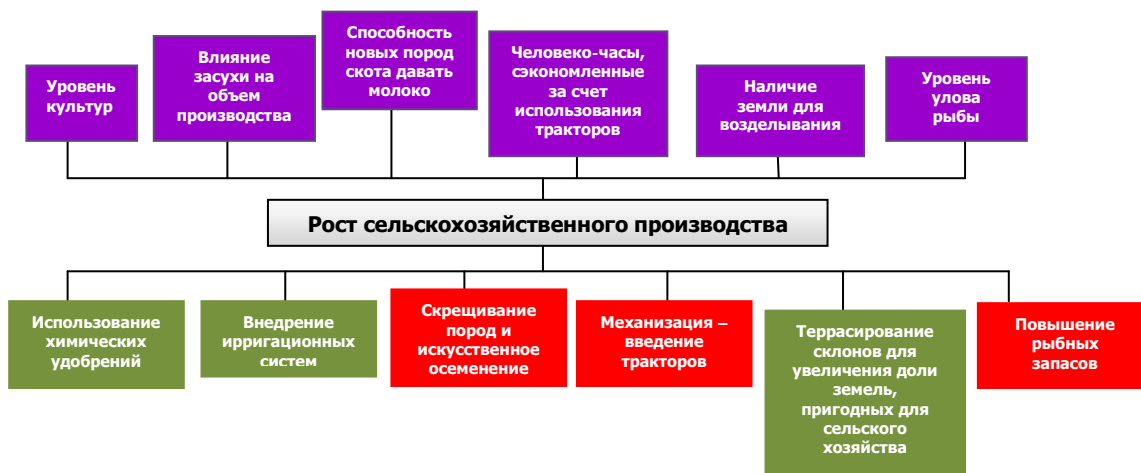 Уровень
культур
Влияние
засухи на
объем
производства
Способность
новых пород
скота давать
молоко
Человеко-часы,
сэкономленные
за счет
использования
тракторов
Наличие
земли для
возделывания
Уровень
улова
рыбы
Рост сельскохозяйственного производства
Использование
химических
удобрений
Внедрение
ирригационных
систем
Скрещивание
пород и
искусственное
осеменение
Механизация –
введение
тракторов
Террасирование
склонов для
увеличения доли
земель,
пригодных для
сельского
хозяйства
Повышение
рыбных
запасов